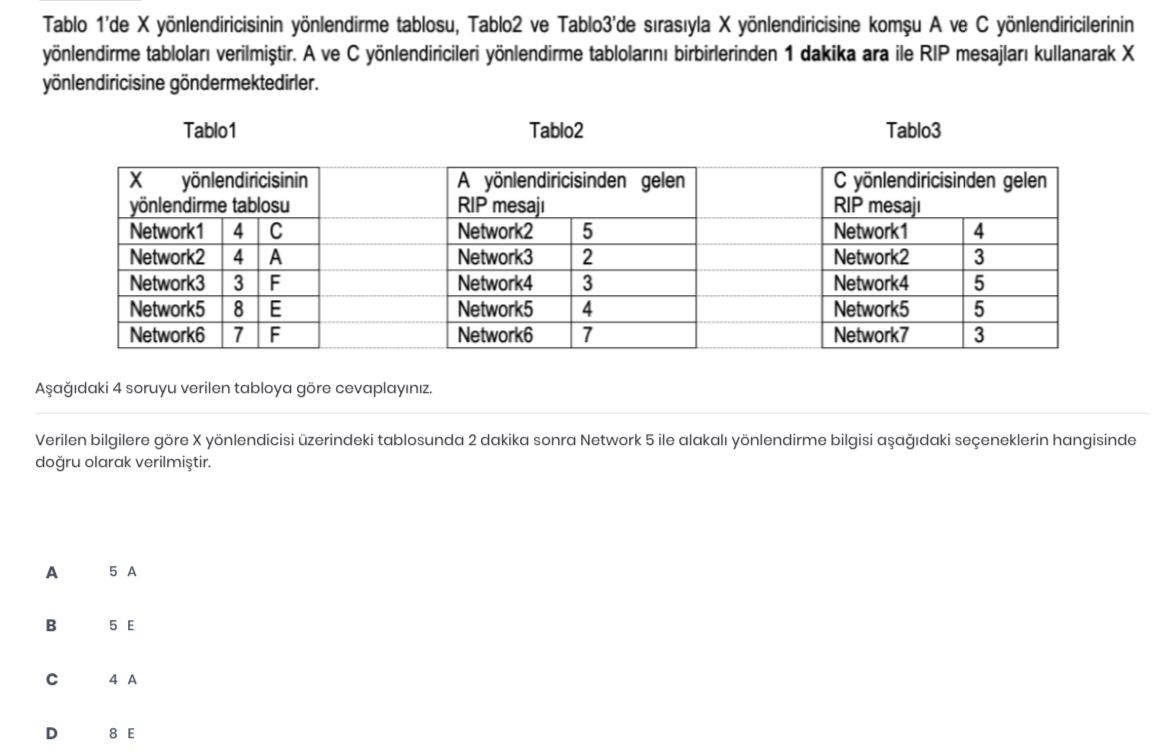 Tablo 1'de X yönlendiricisinin yönlendirme tablosu, Tablo2 ve Tablo3'de sırasıyla X yönlendiricisine komşu A ve C yönlendiricilerinin
yönlendirme tabloları verilmiştir. A ve C yönlendiricileri yönlendirme tablolarını birbirlerinden 1 dakika ara ile RIP mesajları kullanarak X
yönlendiricisine göndermektedirler.
Tablo1 Tablo2 Tablo3
X yönlendiricisinin A yönlendiricisinden gelen C yönlendiricisinden gelen
yönlendirme tablosu RIP mesajı RIP mesajı
Network1 4 C Network2 5 Network1 4
Network2 4 A Network3 2 Network2 3
Network3 3 F Network4 3 Network4 5
Network5 8 E Network5 4 Network5 5
Network6 7 F Network6 7 Network7 3
Aşağıdaki 4 soruyu verilen tabloya göre cevaplayınız.
Verilen bilgilere göre X yönlendicisi üzerindeki tablosunda 2 dakika sonra Network 5 ile alakalı yönlendirme bilgisi aşağıdaki seçeneklerin hangisinde
doğru olarak verilmiştir.
A 5 A
B 5 E
C 4 A
D 8 E